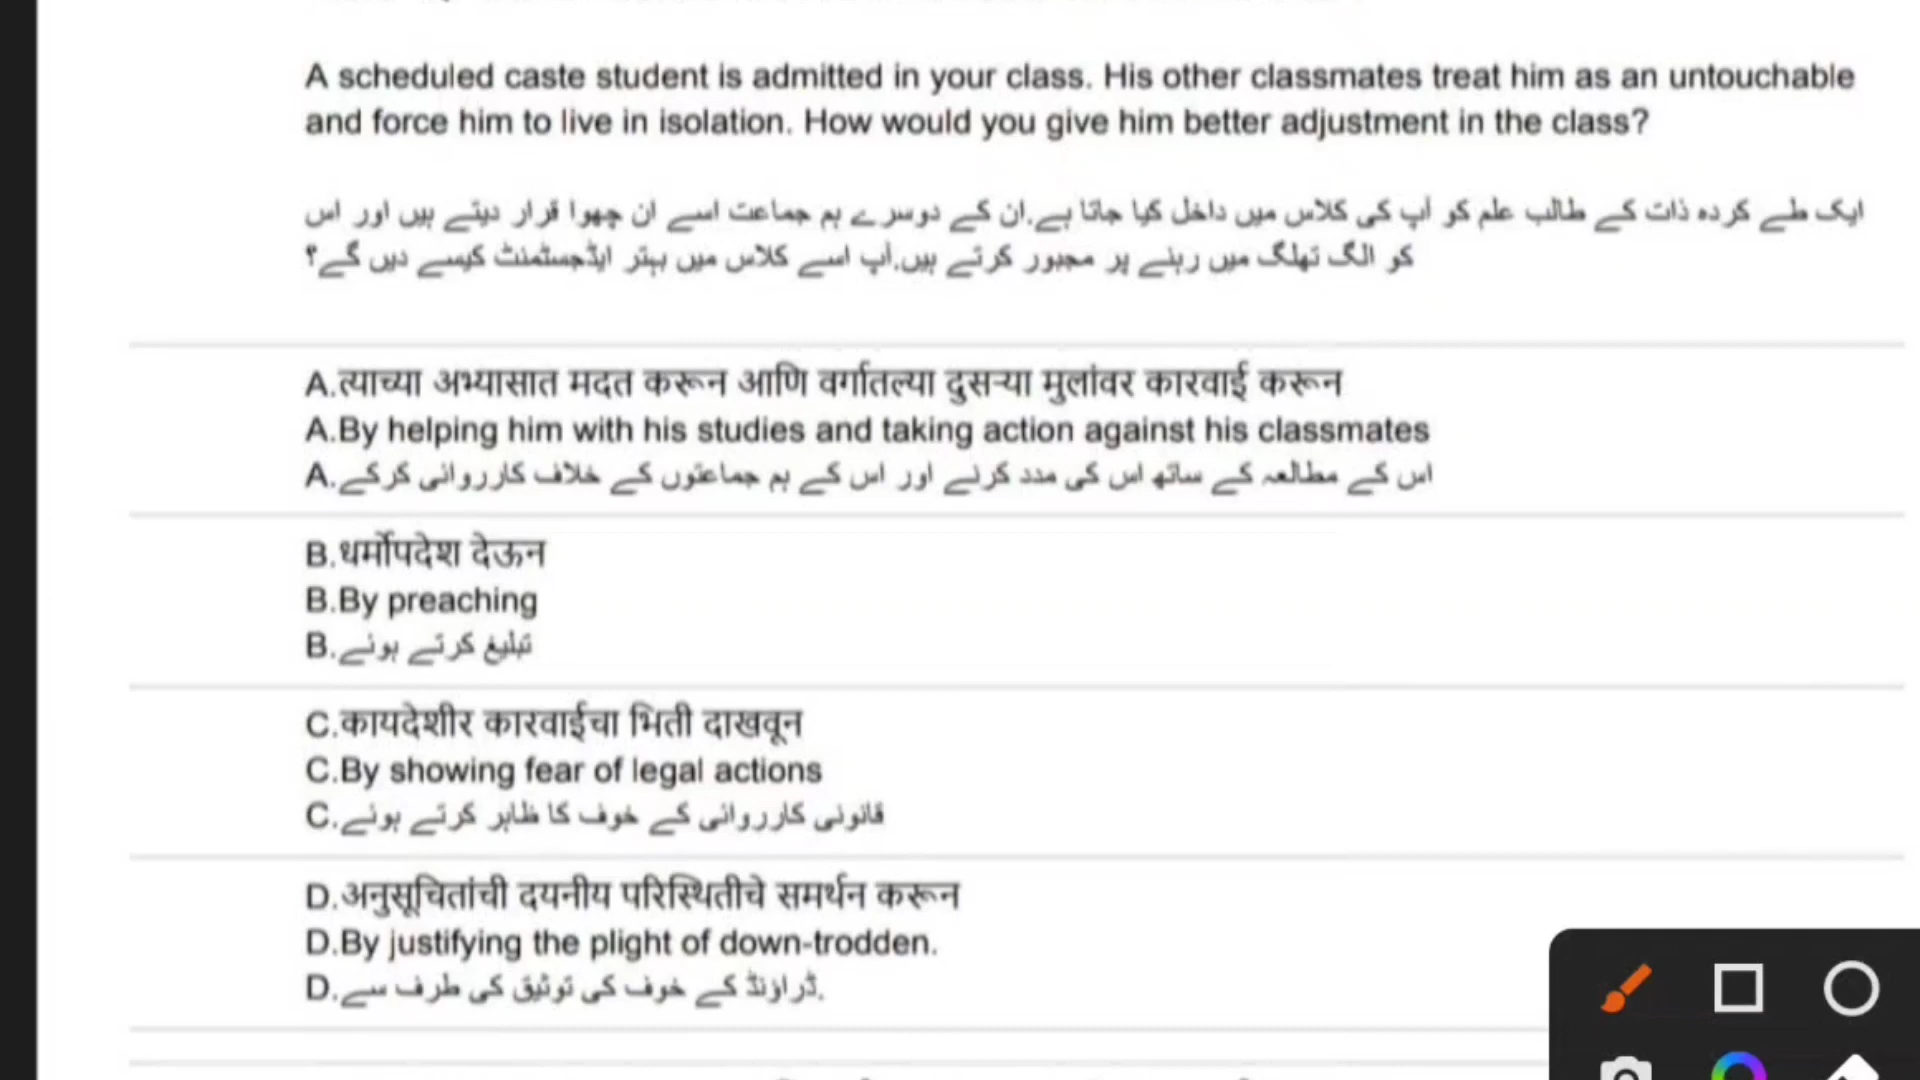 A scheduled caste student is admitted in your class. His other classmates treat him as an untouchable
and force him to live in isolation. How would you give him better adjustment in the class?
ایک طے کردہ ذات کے طالب علم کو آپ کی کلاس میں داخل کیا جاتا ہے.ان کے دوسرے ہم جماعت اسے ان چھوا قرار دیتے ہیں اور اس
کو الگ تھلگ میں رہنے پر مجبور کرتے ہیں.آپ اسے کلاس میں بہتر ایڈجسٹمنٹ کیسے دیں گے؟
A.त्याच्या अभ्यासात मदत करून आणि वर्गातल्या दुसऱ्या मुलांवर कारवाई करून
A.By helping him with his studies and taking action against his classmates
A.اس کے مطالعہ کے ساتھ اس کی مدد کرنے اور اس کے ہم جماعتوں کے خلاف کارروائی کرکے
B.धर्मोपदेश देऊन
B.By preaching
B.تبلیغ کرتے ہوئے
C.कायदेशीर कारवाईचा भिती दाखवून
C.By showing fear of legal actions
C.قانونی کارروائی کے خوف کا ظاہر کرتے ہوئے
D.अनुसूचितांची दयनीय परिस्थितीचे समर्थन करून
D.By justifying the plight of down-trodden.
D.ڈراؤنڈ کے خوف کی توثیق کی طرف سے.